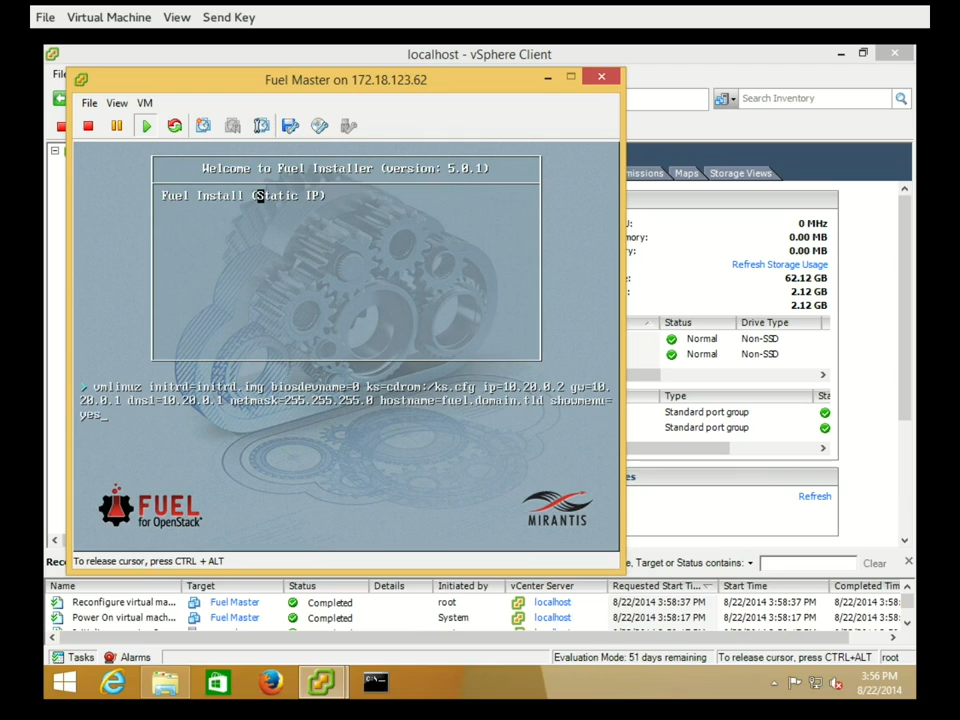 File Virtual Machine View Send Key
localhost - vSphere Client
File
Fuel Master on 172.18.123.62
File View VM
Search Inventory
Welcome to Fuel Installer (version: 5.0.1)
Fuel Install (Static IP)
missions Maps Storage Views
U: 0 MHz
nory: 0.00 MB
y: 0.00 MB
Refresh Storage Usage
62.12 GB
2.12 GB
2.12 GB
Status Drive Type
Normal Non-SSD
Normal Non-SSD
> vmlinuz initrd=initrd.img biosdevname=0 ks=cdrom:/ks.cfg ip=10.20.0.2 gw=10.
20.0.1 dns1=10.20.0.1 netmask=255.255.255.0 hostname=fuel.domain.tld showmenu=
yes_
Type Sta
Standard port group
Standard port group
es
Refresh
FUEL
for OpenStack
MIRANTIS
To release cursor, press CTRL + ALT
Rec
e, Target or Status contains: Clear
Name Target Status Details Initiated by vCenter Server Requested Start Ti... Start Time Completed Tim
Reconfigure virtual ma... Fuel Master Completed root localhost 8/22/2014 3:58:37 PM 8/22/2014 3:58:37 PM 8/22/2014 3:58:
Power On virtual mach... Fuel Master Completed System localhost 8/22/2014 3:58:17 PM 8/22/2014 3:58:17 PM 8/22/2014 3:58:
Tasks Alarms Evaluation Mode: 51 days remaining To release cursor, press CTRL+ALT root
3:56 PM
8/22/2014